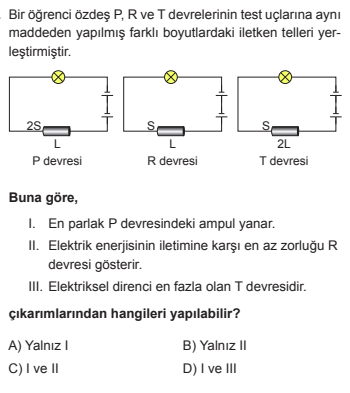 Bir öğrenci özdeş P, R ve T devrelerinin test uçlarına aynı
maddeden yapılmış farklı boyutlardaki iletken telleri yer-
leştirmiştir.
2S S S
L L 2L
P devresi R devresi T devresi
Buna göre,
I. En parlak P devresindeki ampul yanar.
II. Elektrik enerjisinin iletimine karşı en az zorluğu R
devresi gösterir.
III. Elektriksel direnci en fazla olan T devresidir.
çıkarımlarından hangileri yapılabilir?
A) Yalnız I B) Yalnız II
C) I ve II D) I ve III